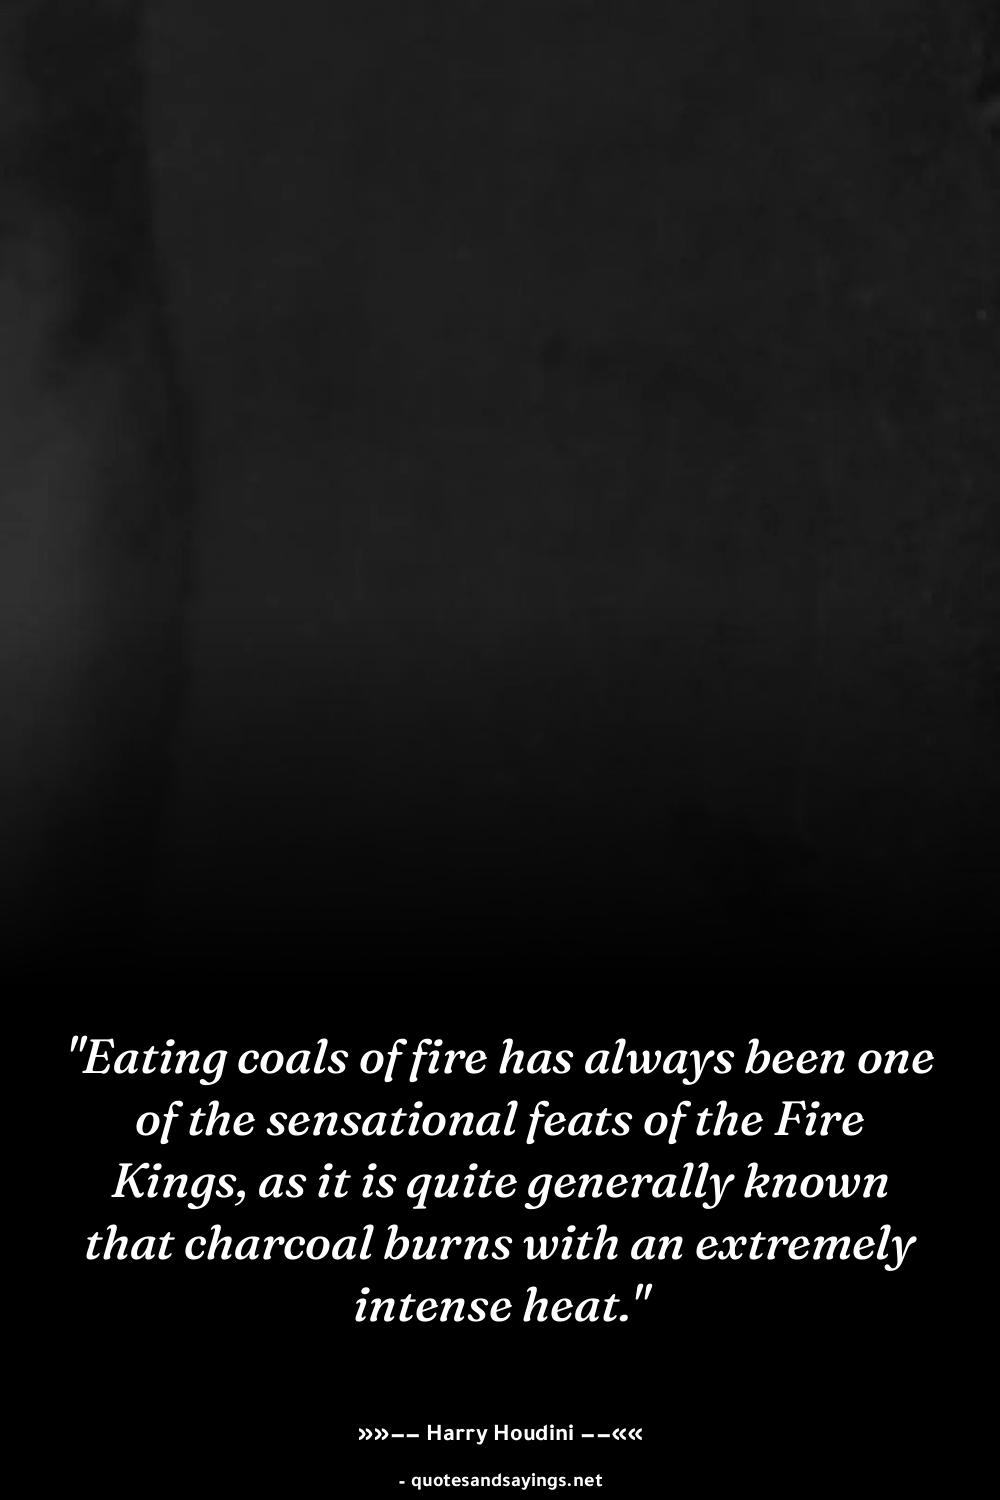 "Eating coals of fire has always been one
of the sensational feats of the Fire
Kings, as it is quite generally known
that charcoal burns with an extremely
intense heat."
»»−− Harry Houdini −−««
- quotesandsayings.net